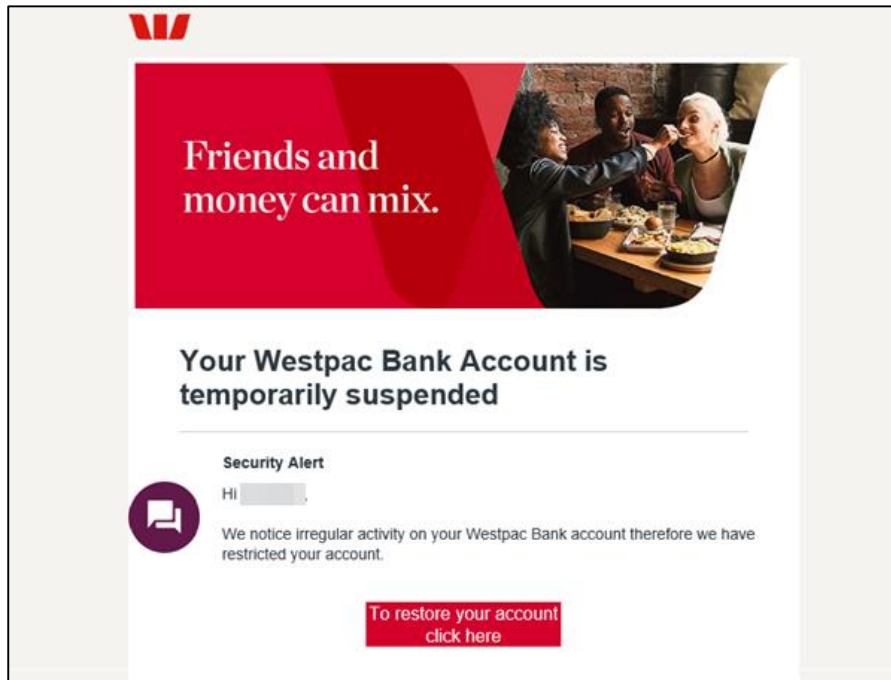 Friends and
money can mix.
Your Westpac Bank Account is
temporarily suspended
Security Alert
Hi ,
We notice irregular activity on your Westpac Bank account therefore we have
restricted your account.
To restore your account
click here